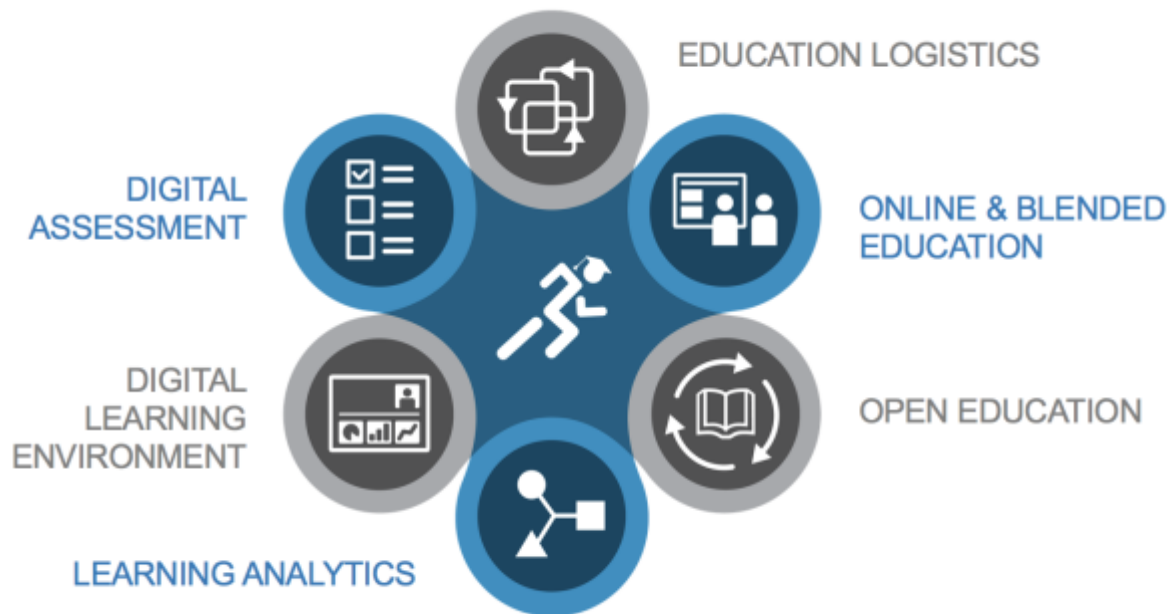 EDUCATION LOGISTICS
DIGITAL
ASSESSMENT
ONLINE & BLENDED
EDUCATION
DIGITAL
LEARNING
ENVIRONMENT
OPEN EDUCATION
LEARNING ANALYTICS